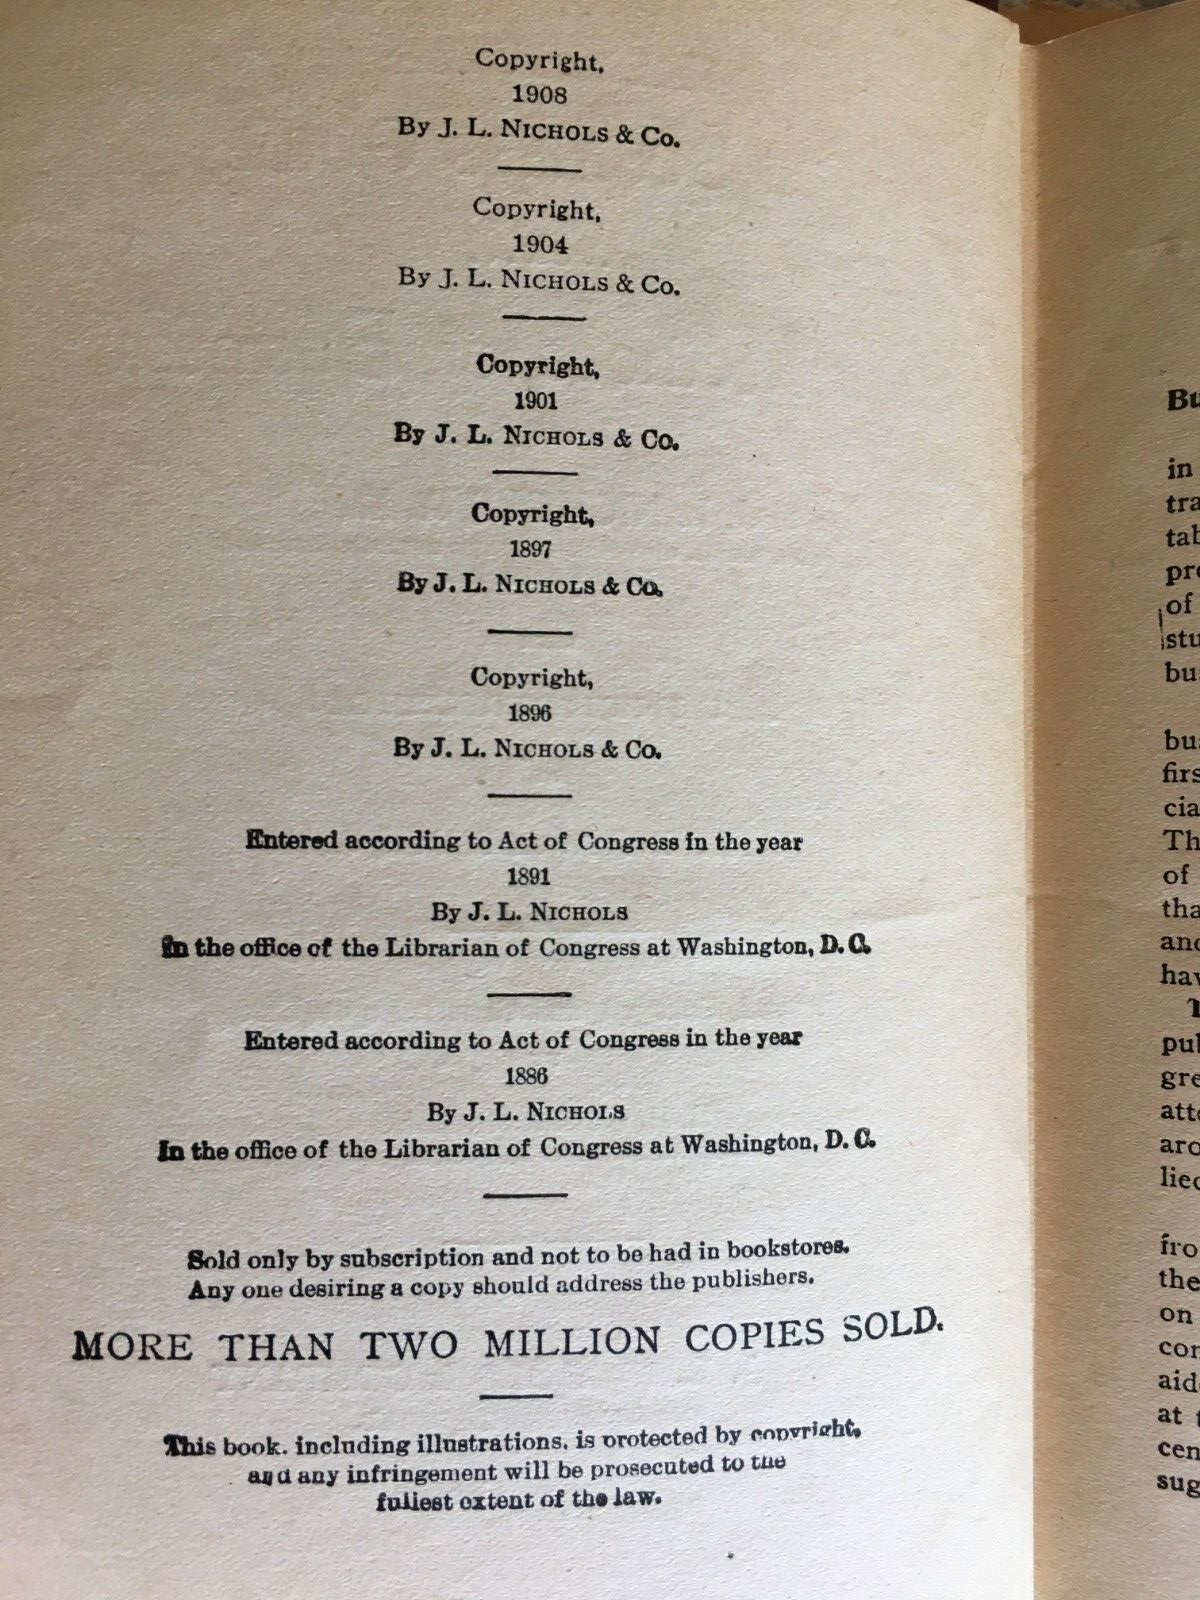 Copyright,
1908
By J. L. NICHOLS & Co.
Copyright,
1904
By J. L. NICHOLS & Co.
Copyright,
1901
By J. L. NICHOLS & Co.
Copyright,
1897
By J. L. NICHOLS & Co.
Copyright,
1896
By J. L. NICHOLS & Co.
Entered according to Act of Congress in the year
1891
By J. L. NICHOLS
In the office of the Librarian of Congress at Washington, D. C.
Entered according to Act of Congress in the year
1886
By J. L. NICHOLS
In the office of the Librarian of Congress at Washington, D. C.
Sold only by subscription and not to be had in bookstores.
Any one desiring a copy should address the publishers.
MORE THAN TWO MILLION COPIES SOLD.
This book, including illustrations, is protected by copyright,
and any infringement will be prosecuted to the
fullest extent of the law.
in
of
of
on
at